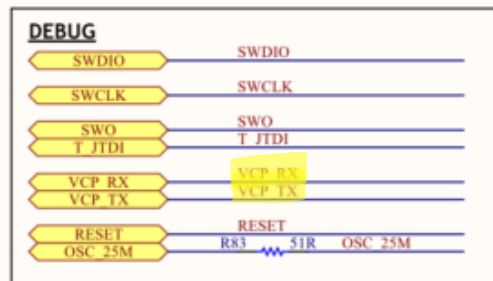 DEBUG
SWDIO SWDIO
SWCLK SWCLK
SWO SWO
T_JTDI T_JTDI
VCP_RX VCP_RX
VCP_TX VCP_TX
RESET RESET
OSC_25M R83 51R OSC_25M